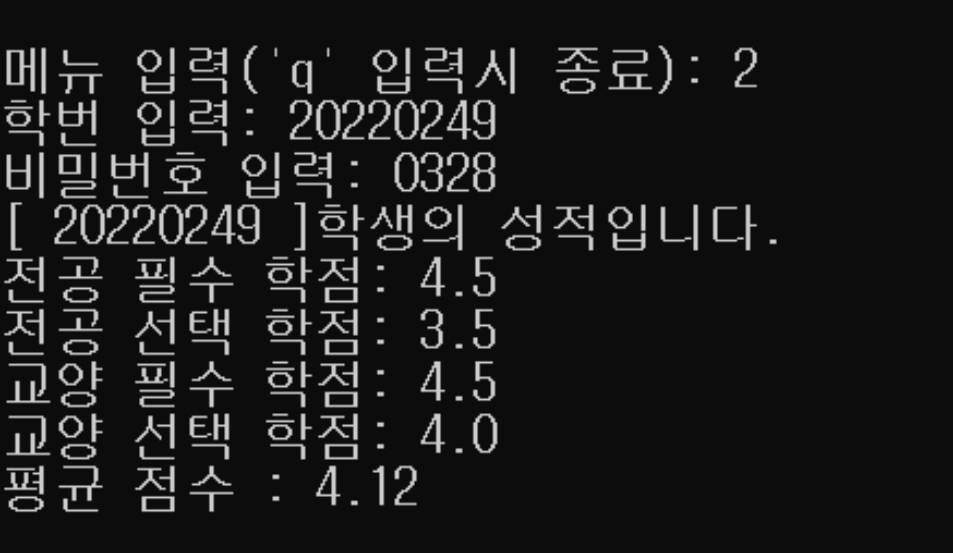 메뉴 입력('q' 입력시 종료): 2
학번 입력: 20220249
비밀번호 입력: 0328
[ 20220249 ]학생의 성적입니다.
전공 필수 학점: 4.5
전공 선택 학점: 3.5
교양 필수 학점: 4.5
교양 선택 학점: 4.0
평균 점수 : 4.12